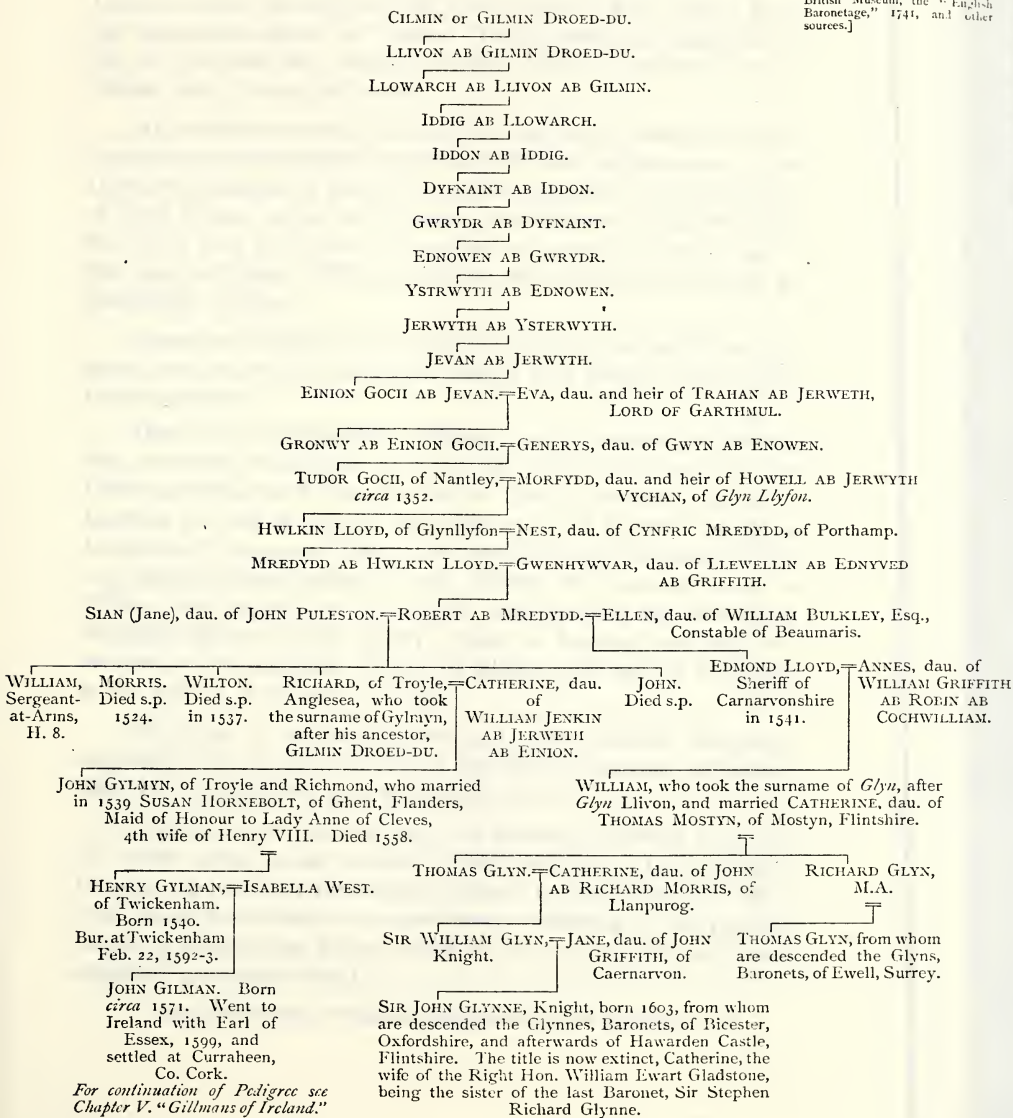 British Museum, the "English
Baronetage," 1741, and other
sources.]
CILMIN or GILMIN DROED-DU.
LLIVON AB GILMIN DROED-DU.
LLOWARCH AB LLIVON AB GILMIN.
IDDIG AB LLOWARCH.
IDDON AB IDDIG.
DYFNAINT AB IDDON.
GWRYDR AB DYFNAINT.
EDNOWEN AB GWRYDR.
YSTRWYTH AB EDNOWEN.
JERWYTH AB YSTERWYTH.
JEVAN AB JERWYTH.
EINION GOCH AB JEVAN.=EVA, dau. and heir of TRAHAN AB JERWETH,
LORD OF GARTHMUL.
GRONWY AB EINION GOCH.=GENERYS, dau. of GWYN AB ENOWEN.
TUDOR GOCH, of Nantley,=MORFYDD, dau. and heir of HOWELL AB JERWYTH
circa 1352. VYCHAN, of Glyn Llyfon.
HWLKIN LLOYD, of Glynllyfon=NEST, dau. of CYNFRIC MREDYDD, of Porthamp.
MREDYDD AB HWLKIN LLOYD.=GWENHYWVAR, dau. of LLEWELLIN AB EDNYVED
AB GRIFFITH.
SIAN (Jane), dau. of JOHN PULESTON.=ROBERT AB MREDYDD.=ELLEN, dau. of WILLIAM BULKLEY, Esq.,
Constable of Beaumaris.
WILLIAM,
Sergeant-
at-Arms,
H. 8.
MORRIS.
Died s.p.
1524.
WILTON.
Died s.p.
in 1537.
RICHARD, of Troyle,=CATHERINE, dau.
Anglesea, who took of
the surname of Gylmyn, WILLIAM JENKIN
after his ancestor, AB JERWETH
GILMIN DROED-DU. AB EINION.
JOHN.
Died s.p.
EDMOND LLOYD,=ANNES, dau. of
Sheriff of WILLIAM GRIFFITH
Carnarvonshire AB ROBIN AB
in 1541. COCHWILLIAM.
JOHN GYLMYN, of Troyle and Richmond, who married
in 1539 SUSAN HORNEBOLT, of Ghent, Flanders,
Maid of Honour to Lady Anne of Cleves,
4th wife of Henry VIII. Died 1558.
WILLIAM, who took the surname of Glyn, after
Glyn Llivon, and married CATHERINE, dau. of
THOMAS MOSTYN, of Mostyn, Flintshire.
HENRY GYLMAN,=ISABELLA WEST.
of Twickenham.
Born 1540.
Bur. at Twickenham
Feb. 22, 1592-3.
THOMAS GLYN.=CATHERINE, dau. of JOHN
AB RICHARD MORRIS, of
Llanpurog.
RICHARD GLYN,
M.A.
SIR WILLIAM GLYN,=JANE, dau. of JOHN
Knight. GRIFFITH, of
Caernarvon.
THOMAS GLYN, from whom
are descended the Glyns,
Baronets, of Ewell, Surrey.
JOHN GILMAN. Born
circa 1571. Went to
Ireland with Earl of
Essex, 1599, and
settled at Curraheen,
Co. Cork.
For continuation of Pedigree see
Chapter V. "Gillmans of Ireland."
SIR JOHN GLYNNE, Knight, born 1603, from whom
are descended the Glynnes, Baronets, of Bicester,
Oxfordshire, and afterwards of Hawarden Castle,
Flintshire. The title is now extinct, Catherine, the
wife of the Right Hon. William Ewart Gladstone,
being the sister of the last Baronet, Sir Stephen
Richard Glynne.